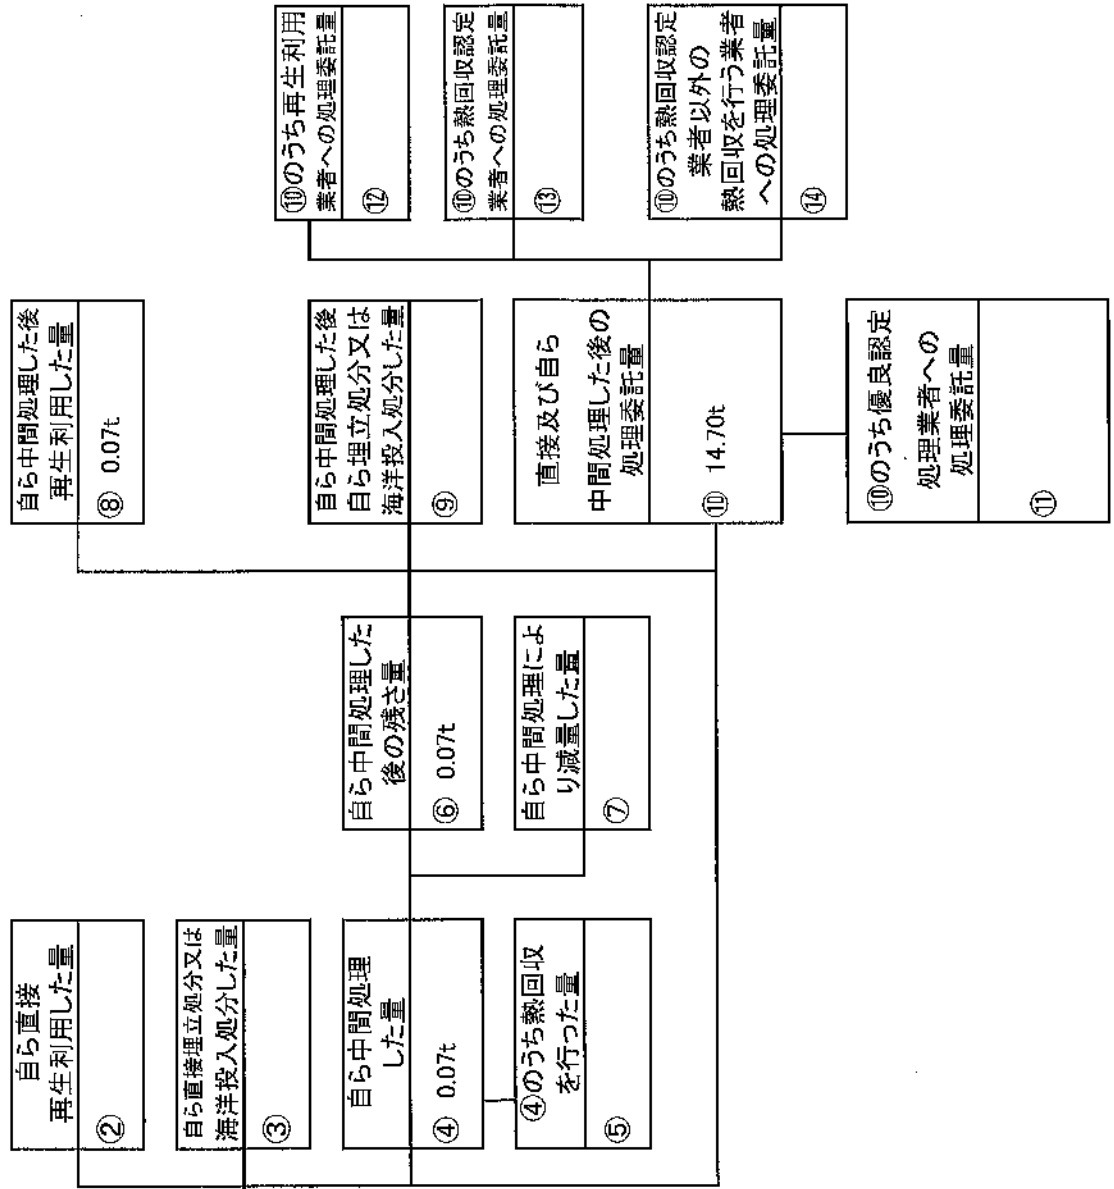 自ら直接
再生利用した量
②
自ら直接埋立処分又は
海洋投入処分した量
③
自ら中間処理
した量
④ 0.07t
④のうち熱回収
を行った量
⑤
自ら中間処理した
後の残さ量
⑥ 0.07t
自ら中間処理によ
り減量した量
⑦
自ら中間処理した後
再生利用した量
⑧ 0.07t
自ら中間処理した後
自ら埋立処分又は
海洋投入処分した量
⑨
直接及び自ら
中間処理した後の
処理委託量
⑩ 14.70t
⑩のうち優良認定
処理業者への
処理委託量
⑪
⑩のうち再生利用
業者への処理委託量
⑫
⑩のうち熱回収認定
業者への処理委託量
⑬
⑩のうち熱回収認定
業者以外の
熱回収を行う業者
への処理委託量
⑭